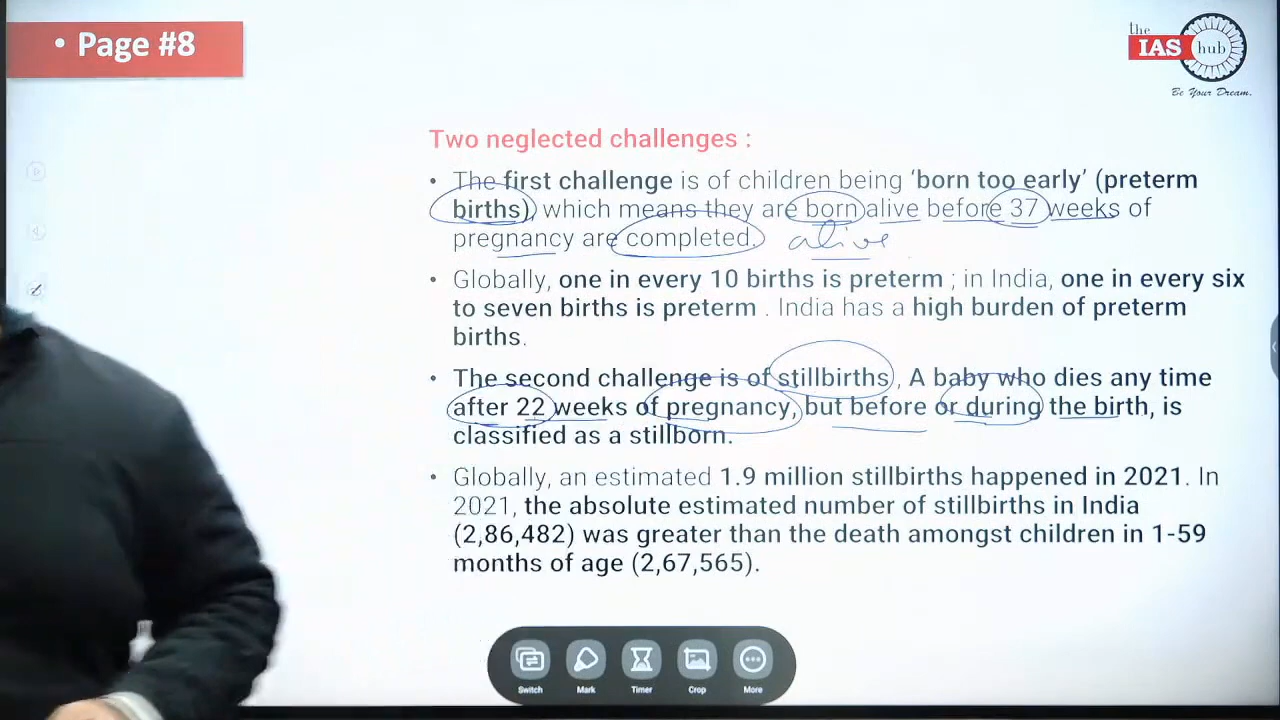 • Page #8
the
IAS hub
Be Your Dream.
Two neglected challenges :
• The first challenge is of children being ‘born too early’ (preterm
births), which means they are born alive before 37 weeks of
pregnancy are completed. alive
• Globally, one in every 10 births is preterm ; in India, one in every six
to seven births is preterm . India has a high burden of preterm
births.
• The second challenge is of stillbirths, A baby who dies any time
after 22 weeks of pregnancy, but before or during the birth, is
classified as a stillborn.
• Globally, an estimated 1.9 million stillbirths happened in 2021. In
2021, the absolute estimated number of stillbirths in India
(2,86,482) was greater than the death amongst children in 1-59
months of age (2,67,565).
Switch Mark Timer Crop More